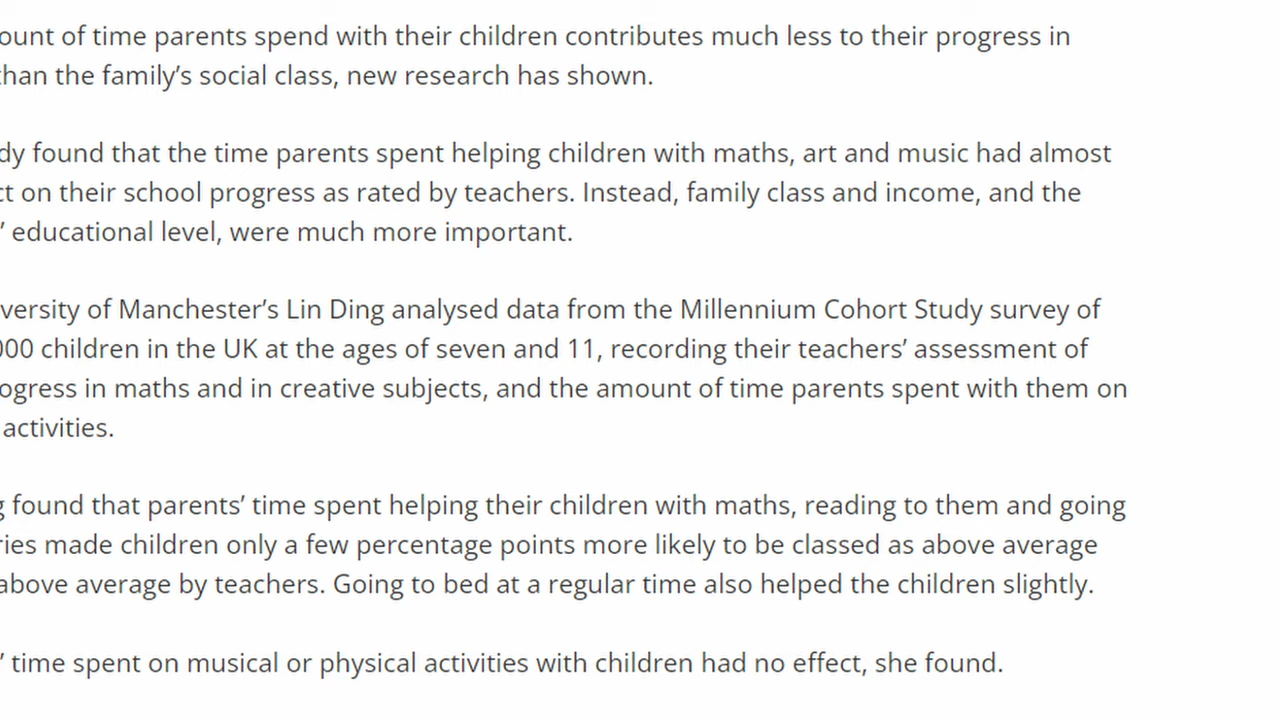 of time parents spend with their children contributes much less to their progress in
than the family’s social class, new research has shown.
found that the time parents spent helping children with maths, art and music had almost
on their school progress as rated by teachers. Instead, family class and income, and the
’ educational level, were much more important.
of Manchester’s Lin Ding analysed data from the Millennium Cohort Study survey of
000 children in the UK at the ages of seven and 11, recording their teachers’ assessment of
in maths and in creative subjects, and the amount of time parents spent with them on
activities.
found that parents’ time spent helping their children with maths, reading to them and going
made children only a few percentage points more likely to be classed as above average
above average by teachers. Going to bed at a regular time also helped the children slightly.
’ time spent on musical or physical activities with children had no effect, she found.